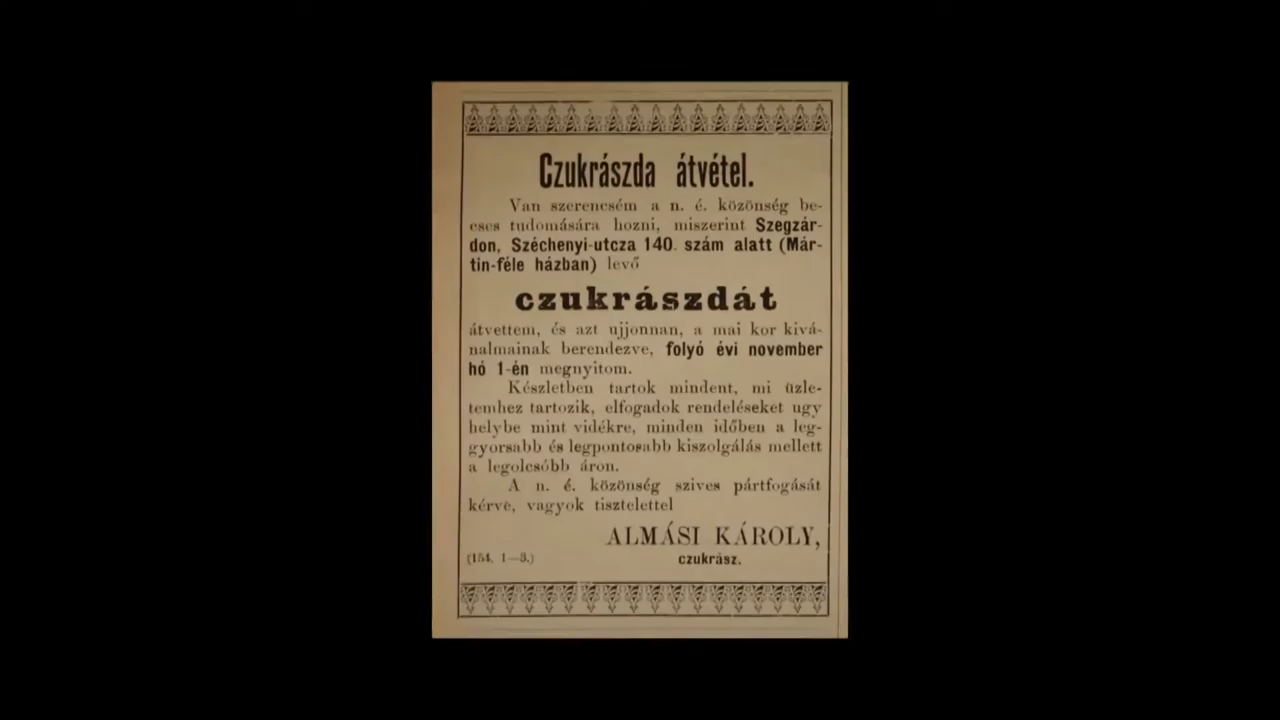 Czukrászda átvétel.
Van szerencsém a n. é. közönség be-
cses tudomására hozni, miszerint Szegzár-
don, Széchenyi-utcza 140. szám alatt (Már-
tin-féle házban) levő
czukrászdát
átvettem, és azt ujjonnan, a mai kor kivá-
nalmainak berendezve, folyó évi november
hó 1-én megnyitom.
Készletben tartok mindent, mi üzle-
temhez tartozik, elfogadok rendeléseket ugy
helybe mint vidékre, minden időben a leg-
gyorsabb és legpontosabb kiszolgálás mellett
a legolcsóbb áron.
A n. é. közönség szives pártfogását
kérve, vagyok tisztelettel
ALMÁSI KÁROLY,
(154. 1—3.) czukrász.